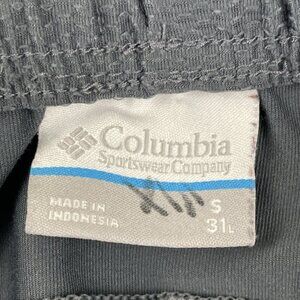 Columbia
Sportswear Company
MADE IN
INDONESIA
S
31L